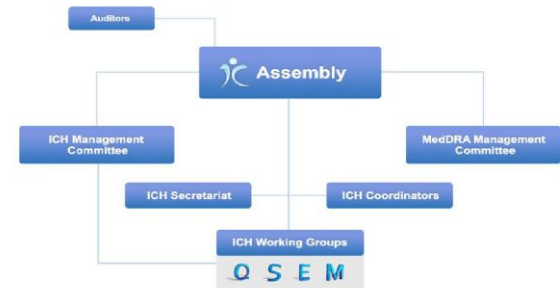 Auditors
Assembly
ICH Management
Committee
MedDRA Management
Committee
ICH Secretariat
ICH Coordinators
ICH Working Groups
Q S E M